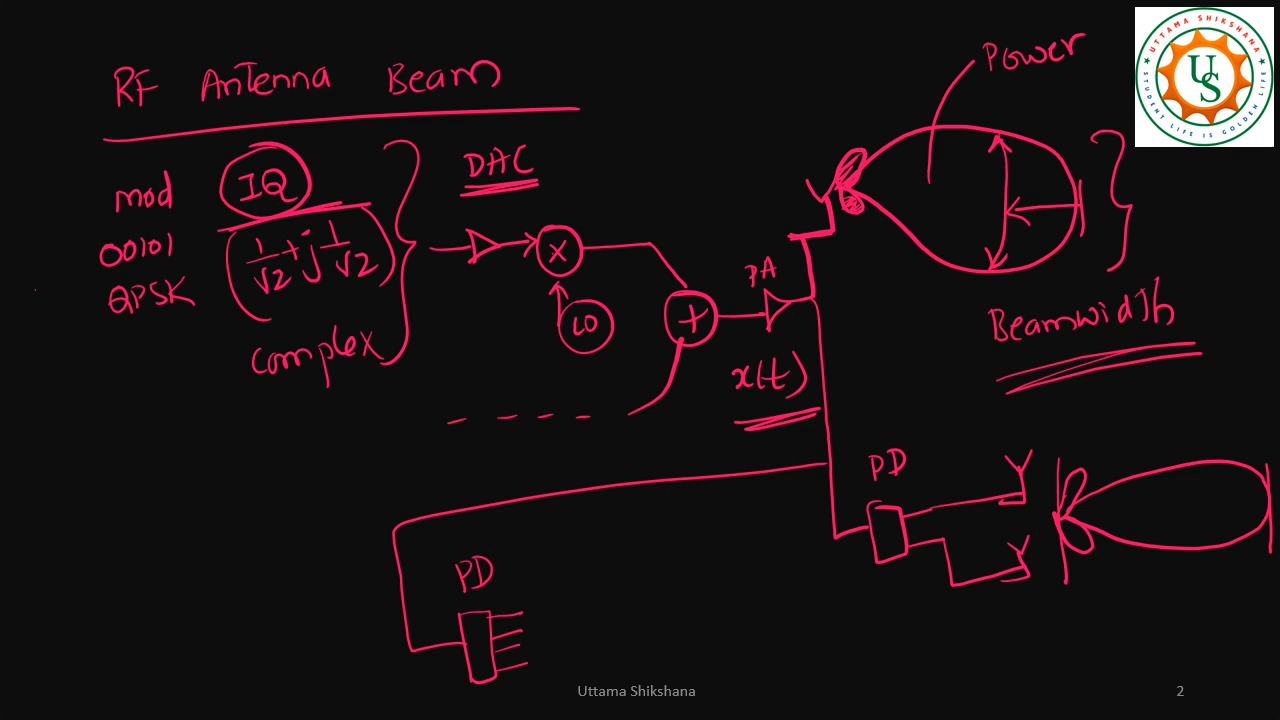 RF Antenna Beam
Power
UTTAMA SHIKSHANA
US
STUDENT LIFE IS GOLDEN LIFE
mod IQ
00101
QPSK
(1/√2 + j 1/√2)
complex
DAC
X
LO
+
PA
x(t)
Beamwidth
PD
PD
Uttama Shikshana
2